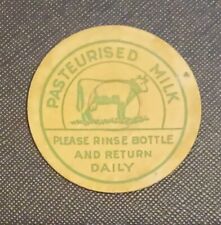 PASTEURISED MILK
PLEASE RINSE BOTTLE
AND RETURN
DAILY